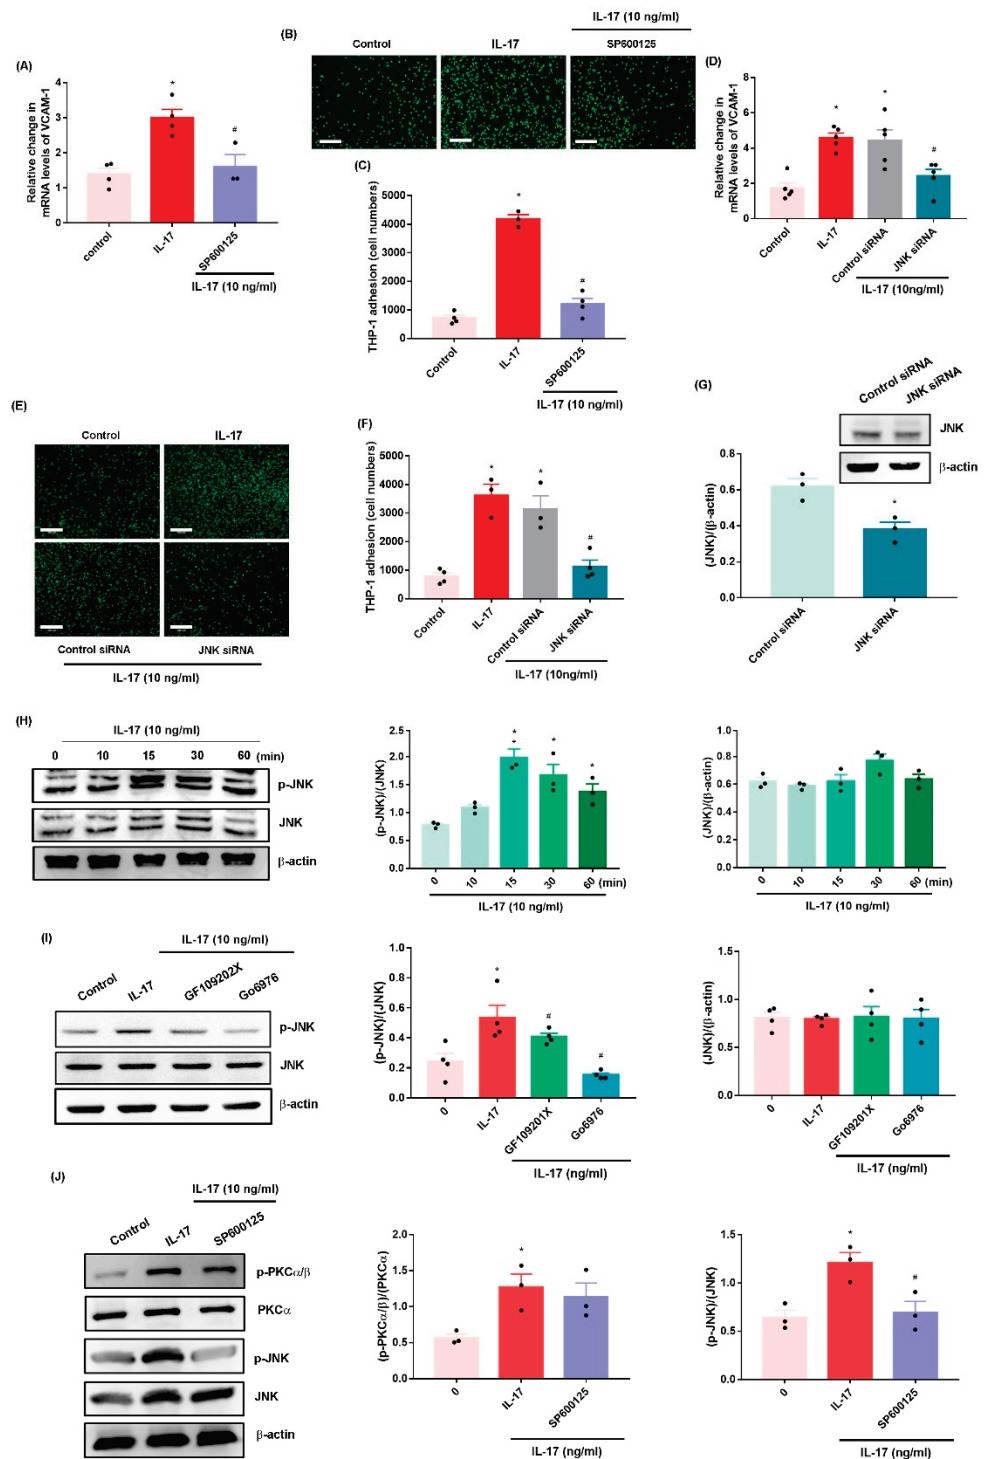 (A)
Relative change in
mRNA levels of VCAM-1
4
3
2
1
0
*
#
control
IL-17
SP600125
IL-17 (10 ng/ml)
(B)
IL-17 (10 ng/ml)
Control
IL-17
SP600125
(C)
THP-1 adhesion (cell numbers)
5000
4000
3000
2000
1000
0
*
#
Control
IL-17
SP600125
IL-17 (10 ng/ml)
(D)
Relative change in
mRNA levels of VCAM-1
8
6
4
2
0
*
*
#
Control
IL-17
Control siRNA
JNK siRNA
IL-17 (10ng/ml)
(E)
Control
IL-17
Control siRNA
JNK siRNA
IL-17 (10 ng/ml)
(F)
THP-1 adhesion (cell numbers)
5000
4000
3000
2000
1000
0
*
*
#
Control
IL-17
Control siRNA
JNK siRNA
IL-17 (10ng/ml)
(G)
Control siRNA
JNK siRNA
JNK
β-actin
(JNK)/(β-actin)
0.8
0.6
0.4
0.2
0.0
*
Control siRNA
JNK siRNA
(H)
IL-17 (10 ng/ml)
0 10 15 30 60 (min)
p-JNK
JNK
β-actin
(p-JNK)/(JNK)
2.5
2.0
1.5
1.0
0.5
0.0
*
*
*
0 10 15 30 60 (min)
IL-17 (10 ng/ml)
(JNK)/(β-actin)
1.0
0.8
0.6
0.4
0.2
0.0
0 10 15 30 60 (min)
IL-17 (10 ng/ml)
(I)
IL-17 (10 ng/ml)
Control
IL-17
GF109202X
Go6976
p-JNK
JNK
β-actin
(p-JNK)/(JNK)
1.0
0.8
0.6
0.4
0.2
0.0
*
#
#
0
IL-17
GF109201X
Go6976
IL-17 (ng/ml)
(JNK)/(β-actin)
1.5
1.0
0.5
0.0
0
IL-17
GF109201X
Go6976
IL-17 (ng/ml)
(J)
IL-17 (10 ng/ml)
Control
IL-17
SP600125
p-PKCα/β
PKCα
p-JNK
JNK
β-actin
(p-PKCα/β)/(PKCα)
2.0
1.5
1.0
0.5
0.0
*
0
IL-17
SP600125
IL-17 (ng/ml)
(p-JNK)/(JNK)
1.5
1.0
0.5
0.0
*
#
0
IL-17
SP600125
IL-17 (ng/ml)